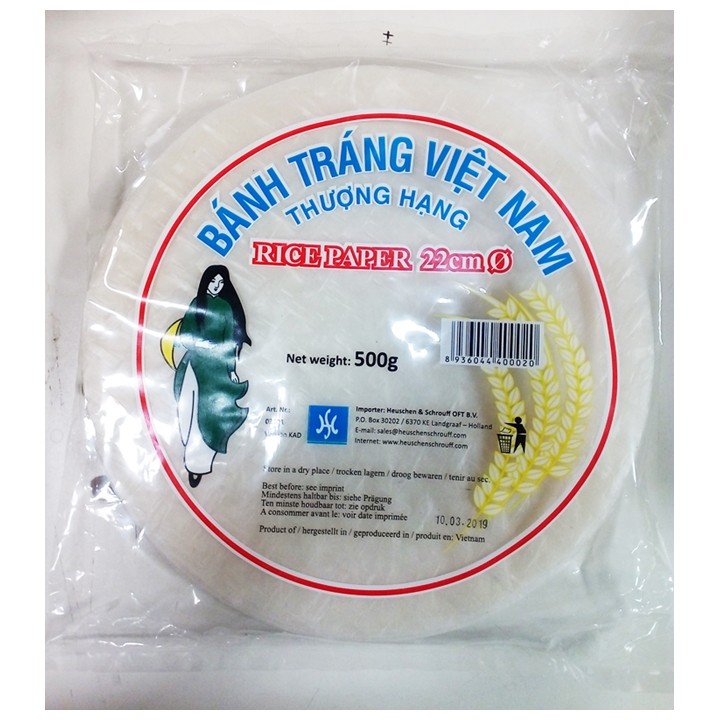 BÁNH TRÁNG VIỆT NAM
THƯỢNG HẠNG
RICE PAPER 22cm Ø
8 936044 400020
Net weight: 500g
Art. Nr.:
KAD
Importer: Heuschen & Schrouff OFT B.V.
P.O. Box 30202 / 6370 KE Landgraaf – Holland
E-mail: sales@heuschenschrouff.com
Internet: www.heuschenschrouff.com
Store in a dry place / trocken lagern / droog bewaren / tenir au sec
Best before: see imprint
Mindestens haltbar bis: siehe Prägung
Ten minste houdbaar tot: zie opdruk
A consommer avant le: voir date imprimée
10.03.2019
Product of / hergestellt in / geproduceerd in / produit en: Vietnam